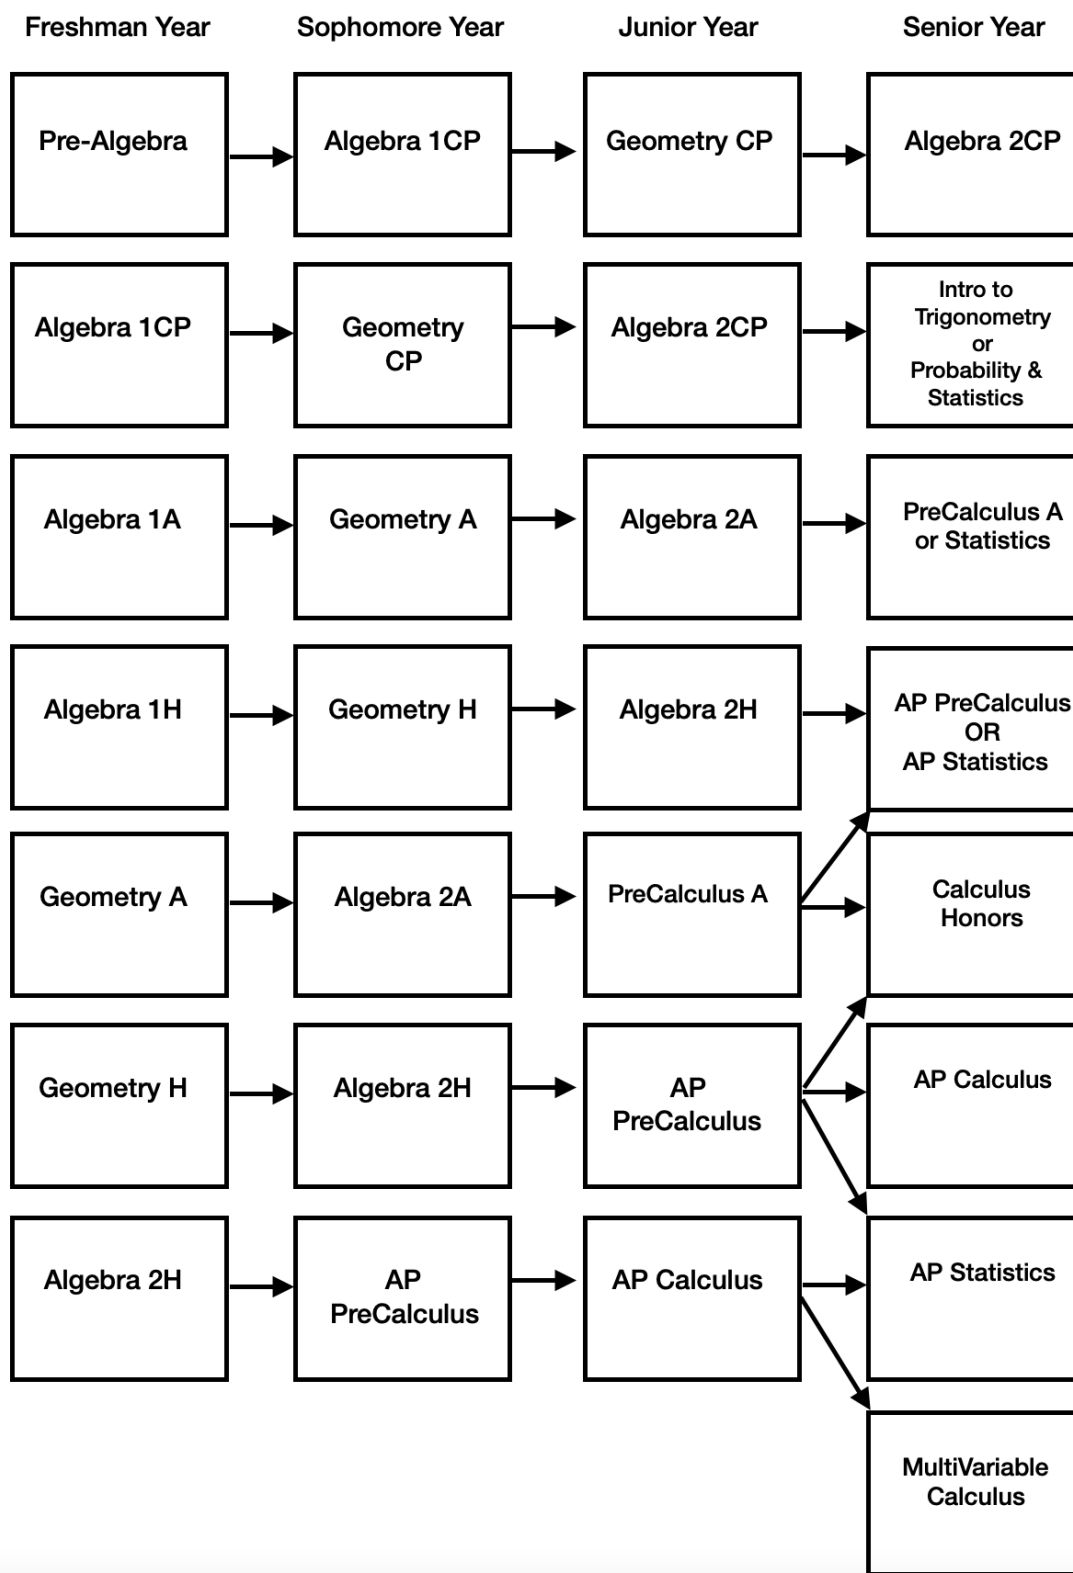 Freshman Year
Sophomore Year
Junior Year
Senior Year
Pre-Algebra
Algebra 1CP
Geometry CP
Algebra 2CP
Algebra 1CP
Geometry
CP
Algebra 2CP
Intro to
Trigonometry
or
Probability &
Statistics
Algebra 1A
Geometry A
Algebra 2A
PreCalculus A
or Statistics
Algebra 1H
Geometry H
Algebra 2H
AP PreCalculus
OR
AP Statistics
Geometry A
Algebra 2A
PreCalculus A
Calculus
Honors
Geometry H
Algebra 2H
AP
PreCalculus
AP Calculus
Algebra 2H
AP
PreCalculus
AP Calculus
AP Statistics
MultiVariable
Calculus